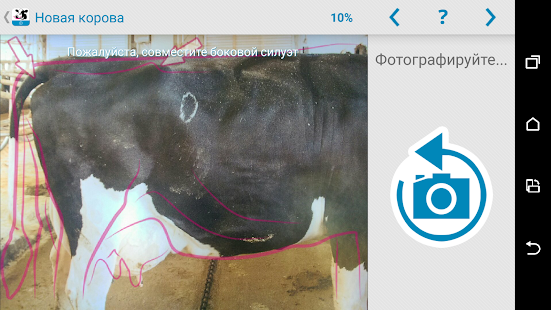 Новая корова
10%
?
Пожалуйста, совместите боковой силуэт
Фотографируйте...